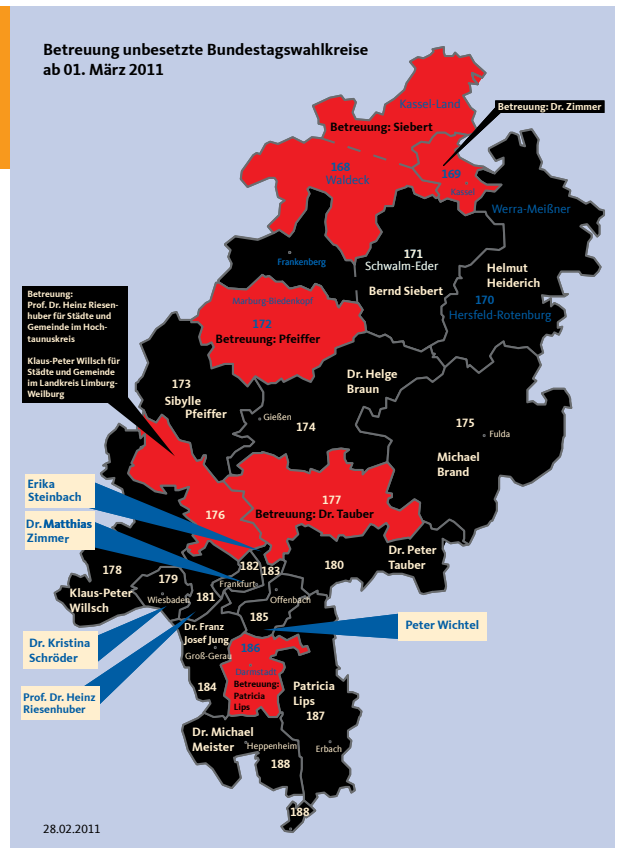 Betreuung unbesetzte Bundestagswahlkreise
ab 01. März 2011
Kassel-Land
Betreuung: Siebert
Betreuung: Dr. Zimmer
168
Waldeck
169
Kassel
Werra-Meißner
Frankenberg
171
Schwalm-Eder
Bernd Siebert
Helmut
Heiderich
170
Hersfeld-Rotenburg
Betreuung:
Prof. Dr. Heinz Riesen-
huber für Städte und
Gemeinde im Hoch-
taunuskreis
Klaus-Peter Willsch für
Städte und Gemeinde
im Landkreis Limburg-
Weilburg
Marburg-Biedenkopf
172
Betreuung: Pfeiffer
173
Sibylle
Pfeiffer
Dr. Helge
Braun
Gießen
174
175
Fulda
Michael
Brand
Erika
Steinbach
Dr. Matthias
Zimmer
176
177
Betreuung: Dr. Tauber
178
Klaus-Peter
Willsch
179
Wiesbaden
181
182
Frankfurt
183
Offenbach
180
Dr. Peter
Tauber
185
Peter Wichtel
Dr. Kristina
Schröder
Prof. Dr. Heinz
Riesenhuber
Dr. Franz
Josef Jung
Groß-Gerau
184
186
Darmstadt
Betreuung:
Patricia
Lips
Patricia
Lips
187
Dr. Michael
Meister
Heppenheim
188
Erbach
188
28.02.2011